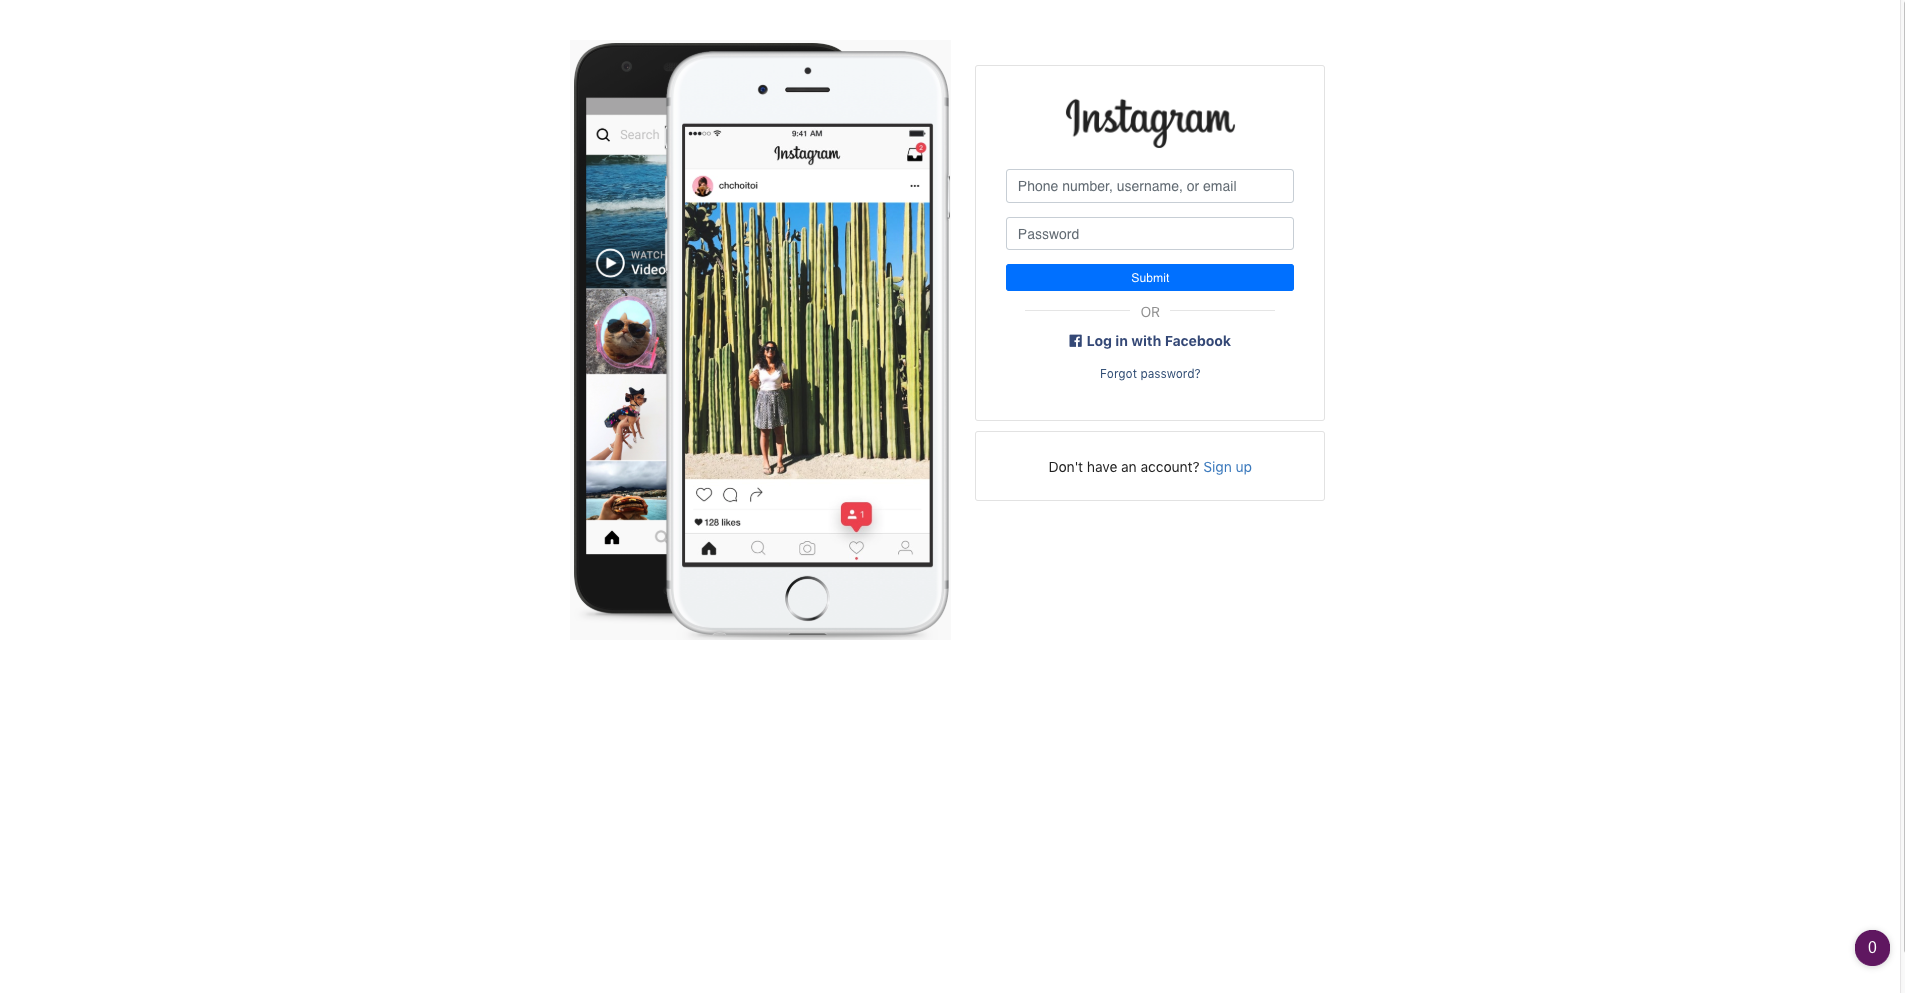 Search
WATCH
Video
9:41 AM
Instagram
2
chchoitoi
1
128 likes
Instagram
Phone number, username, or email
Password
Submit
OR
Log in with Facebook
Forgot password?
Don't have an account? Sign up
0